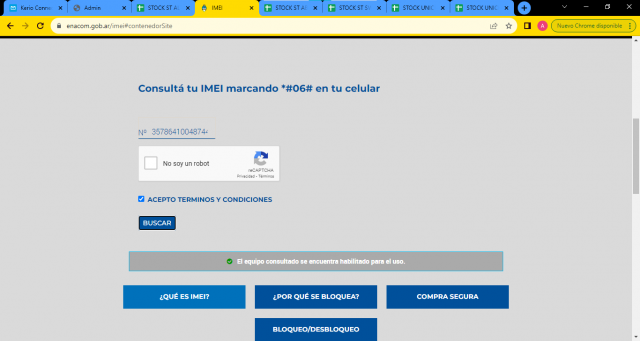 Kerio Conne
Admin
STOCK ST A
IMEI
STOCK ST A
STOCK ST S
STOCK UNIC
STOCK UNIC
enacom.gob.ar/imei#contenedorSite
A
Nuevo Chrome disponible
Consultá tu IMEI marcando *#06# en tu celular
Nº 3578641004874
No soy un robot
reCAPTCHA
Privacidad - Términos
ACEPTO TERMINOS Y CONDICIONES
BUSCAR
El equipo consultado se encuentra habilitado para el uso.
¿QUÉ ES IMEI?
¿POR QUÉ SE BLOQUEA?
COMPRA SEGURA
BLOQUEO/DESBLOQUEO